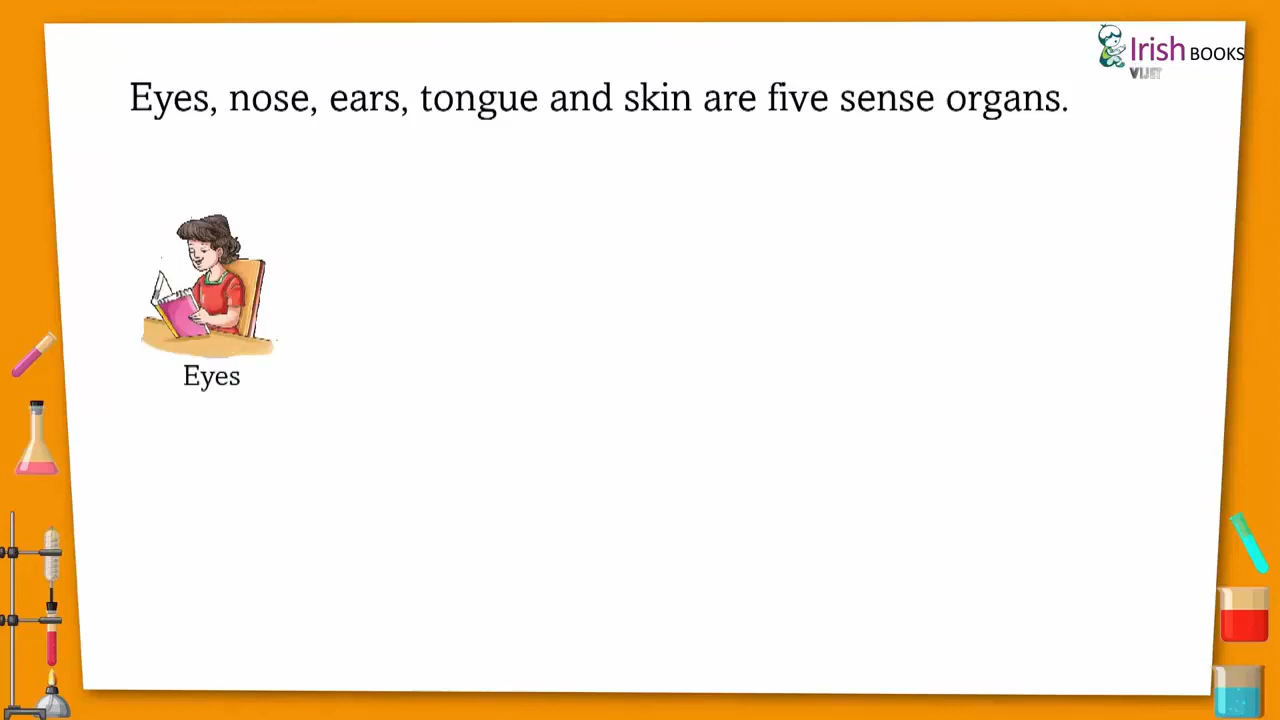 Irish BOOKS
Eyes, nose, ears, tongue and skin are five sense organs.
Eyes